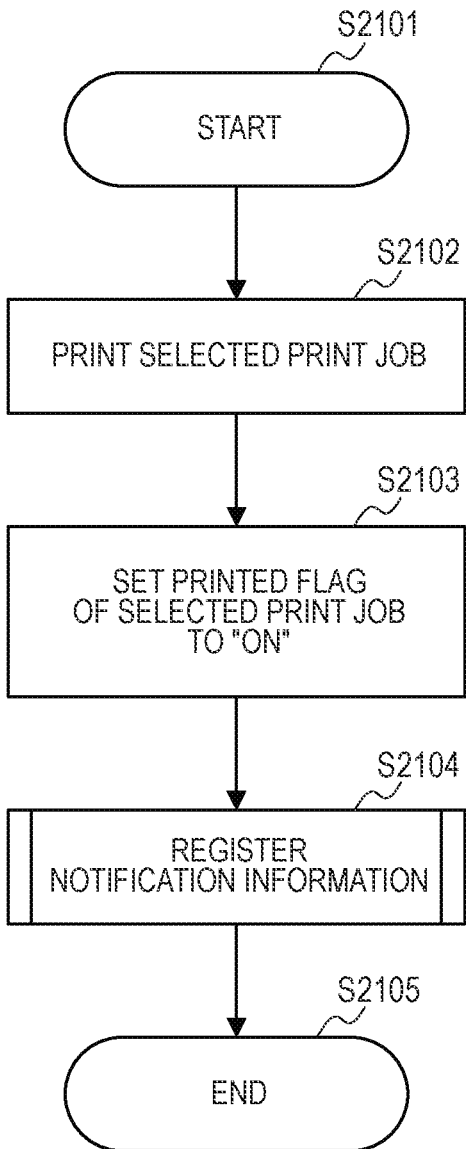 S2101
START
S2102
PRINT SELECTED PRINT JOB
S2103
SET PRINTED FLAG
OF SELECTED PRINT JOB
TO "ON"
S2104
REGISTER
NOTIFICATION INFORMATION
S2105
END